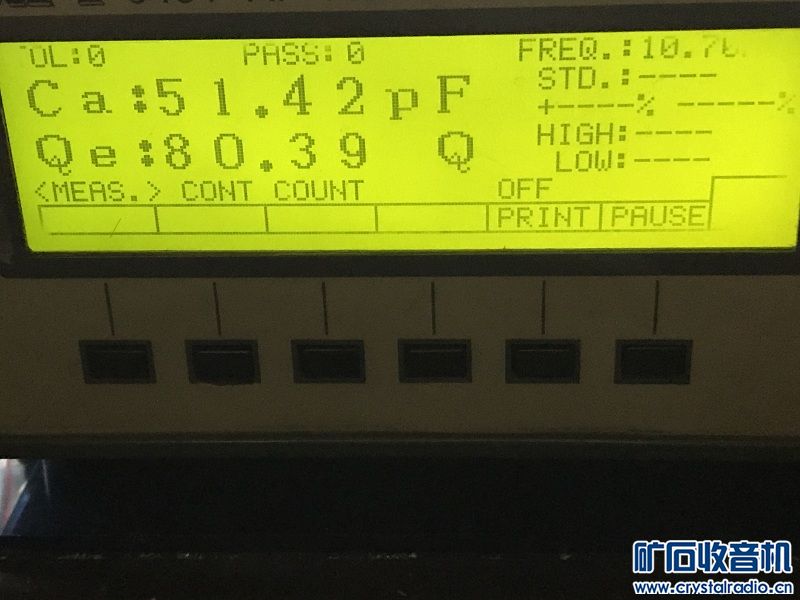 OL:0 PASS:0 FREQ.:10.70
Ca:51.42pF STD.:----
+----% -----%
Qe:80.39 Q HIGH:----
LOW:----
<MEAS.> CONT COUNT OFF
PRINT PAUSE
矿石收音机
www.crystalradio.cn